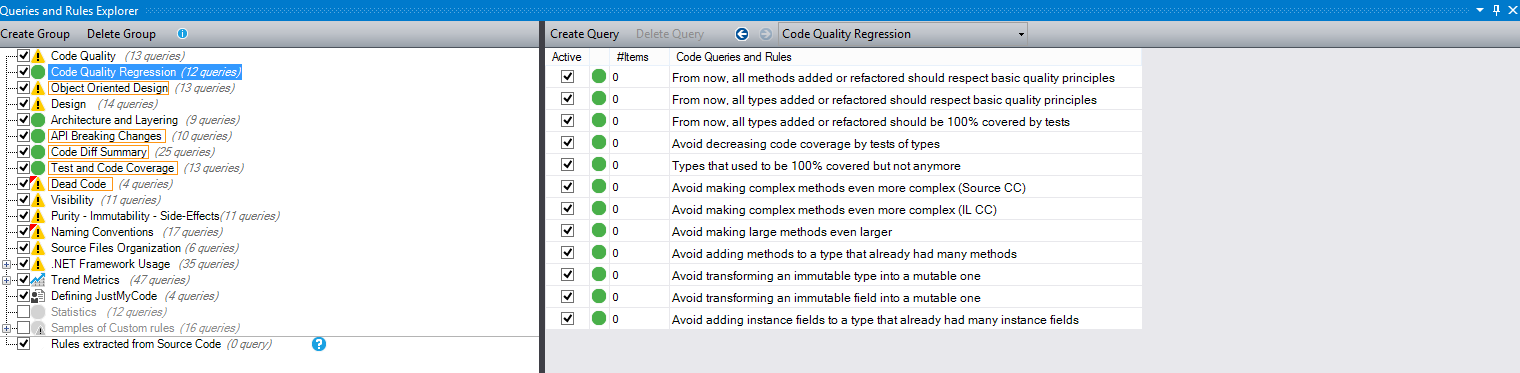 Queries and Rules Explorer
Create Group Delete Group
Code Quality (13 queries)
Code Quality Regression (12 queries)
Object Oriented Design (13 queries)
Design (14 queries)
Architecture and Layering (9 queries)
API Breaking Changes (10 queries)
Code Diff Summary (25 queries)
Test and Code Coverage (13 queries)
Dead Code (4 queries)
Visibility (11 queries)
Purity - Immutability - Side-Effects (11 queries)
Naming Conventions (17 queries)
Source Files Organization (6 queries)
.NET Framework Usage (35 queries)
Trend Metrics (47 queries)
Defining JustMyCode (4 queries)
Statistics (12 queries)
Samples of Custom rules (16 queries)
Rules extracted from Source Code (0 query) ?
Create Query Delete Query Code Quality Regression
Active #Items Code Queries and Rules
0 From now, all methods added or refactored should respect basic quality principles
0 From now, all types added or refactored should respect basic quality principles
0 From now, all types added or refactored should be 100% covered by tests
0 Avoid decreasing code coverage by tests of types
0 Types that used to be 100% covered but not anymore
0 Avoid making complex methods even more complex (Source CC)
0 Avoid making complex methods even more complex (IL CC)
0 Avoid making large methods even larger
0 Avoid adding methods to a type that already had many methods
0 Avoid transforming an immutable type into a mutable one
0 Avoid transforming an immutable field into a mutable one
0 Avoid adding instance fields to a type that already had many instance fields